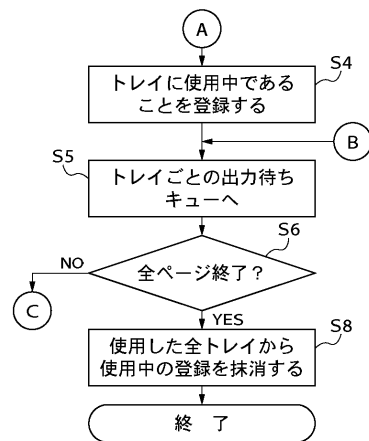 A
S4
トレイに使用中である
ことを登録する
B
S5
トレイごとの出力待ち
キューへ
S6
全ページ終了？
NO
C
YES
S8
使用した全トレイから
使用中の登録を抹消する
終 了